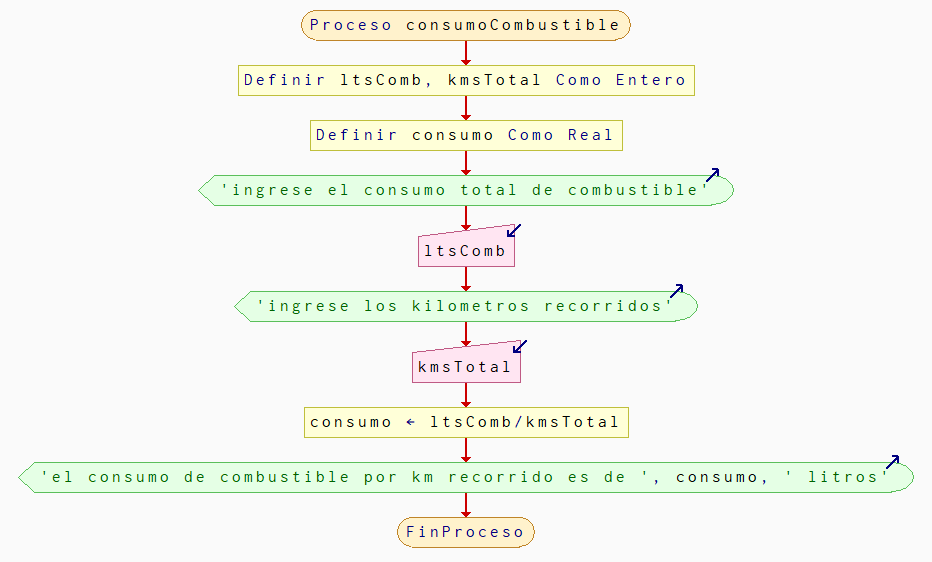 Proceso consumoCombustible
Definir ltsComb, kmsTotal Como Entero
Definir consumo Como Real
'ingrese el consumo total de combustible'
ltsComb
'ingrese los kilometros recorridos'
kmsTotal
consumo ← ltsComb/kmsTotal
'el consumo de combustible por km recorrido es de ', consumo, ' litros'
FinProceso